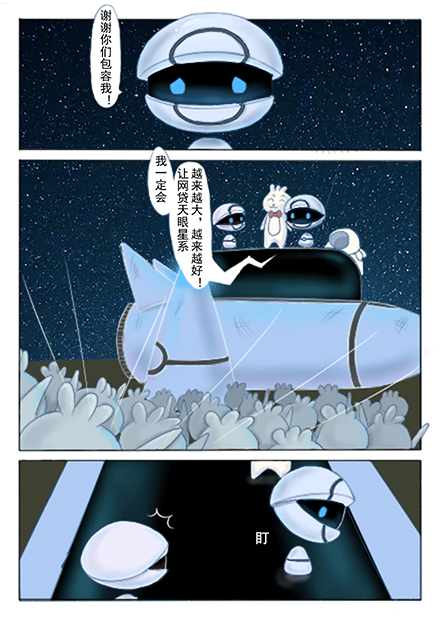 谢谢
你们包容我！
我一定会
让网贷天眼星系
越来越大，越来越好！
盯